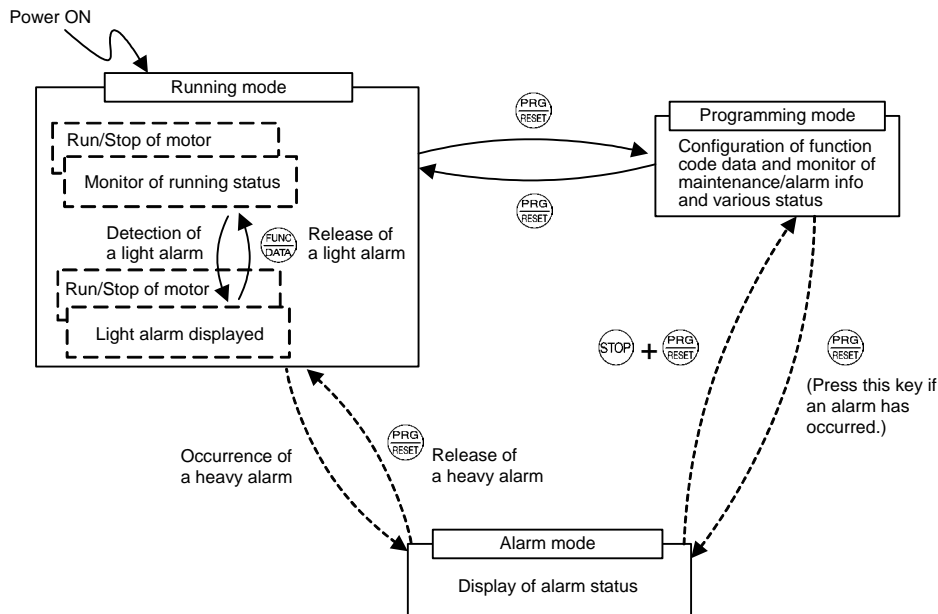 Power ON
Running mode
Run/Stop of motor
Monitor of running status
Detection of
a light alarm
FUNC
DATA
Release of
a light alarm
Run/Stop of motor
Light alarm displayed
PRG
RESET
PRG
RESET
Programming mode
Configuration of function
code data and monitor of
maintenance/alarm info
and various status
STOP + PRG
RESET
PRG
RESET
(Press this key if
an alarm has
occurred.)
Occurrence of
a heavy alarm
PRG
RESET
Release of
a heavy alarm
Alarm mode
Display of alarm status